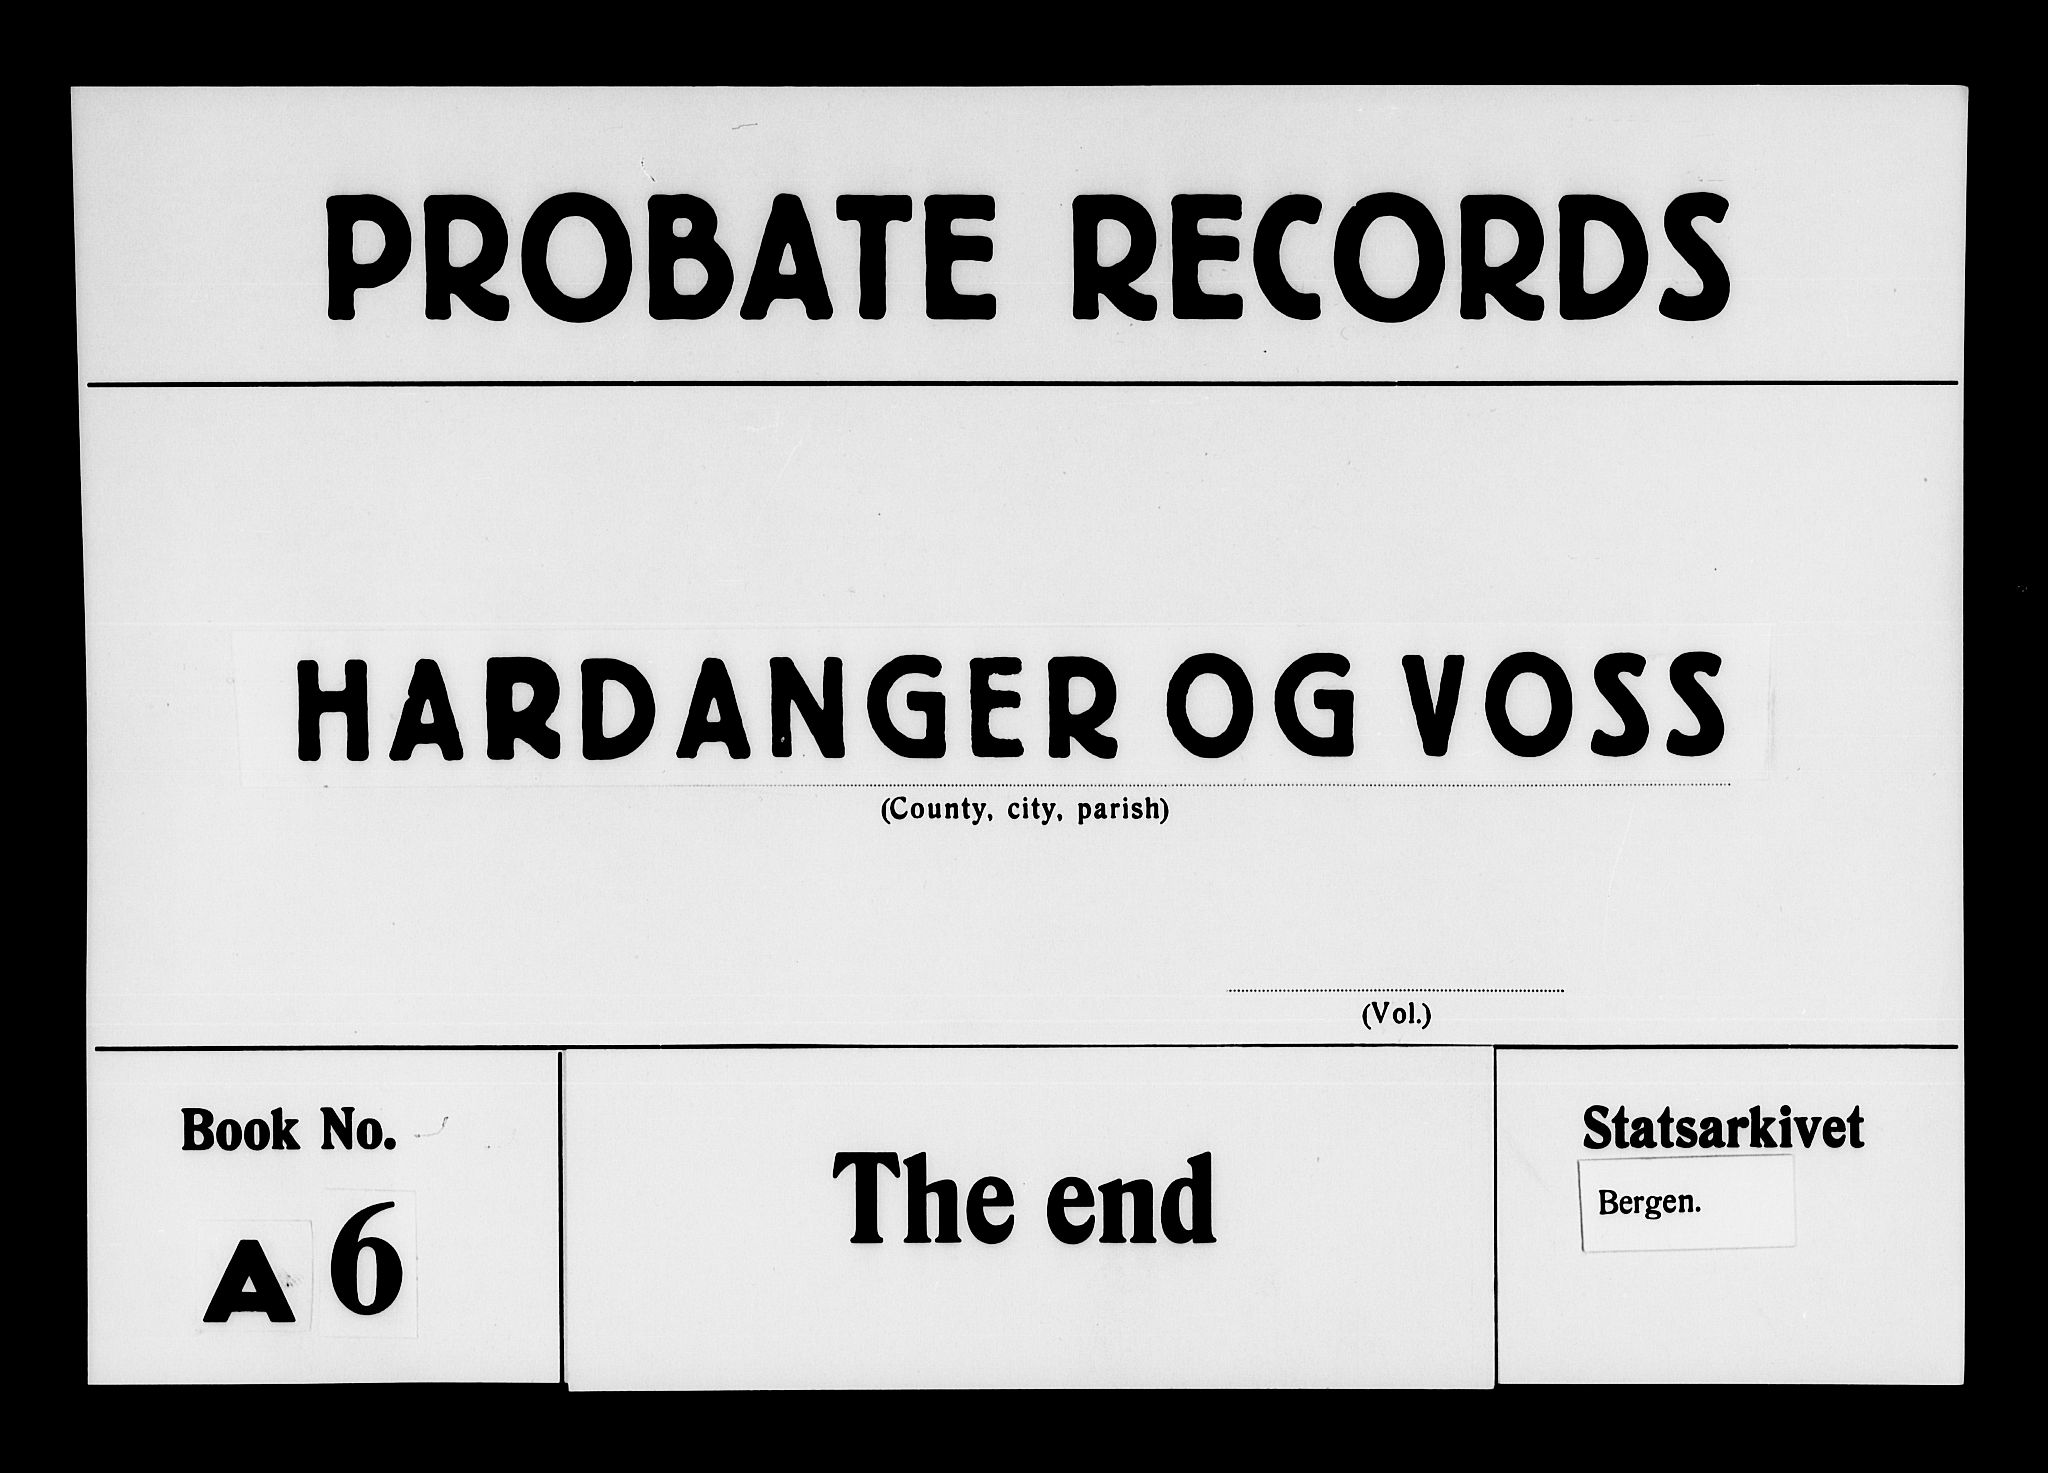 PROBATE RECORDS
HARDANGER OG VOSS
(County, city, parish)
(Vol.)
Book No.
A 6
The end
Statsarkivet
Bergen.